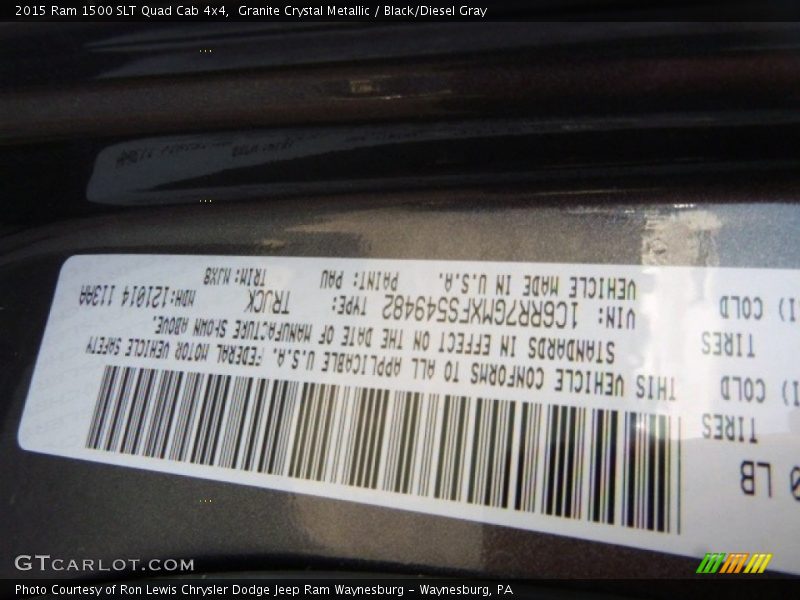 2015 Ram 1500 SLT Quad Cab 4x4,  Granite Crystal Metallic / Black/Diesel Gray
0 LB
TIRES
I) COLD
TIRES
I) COLD
THIS VEHICLE CONFORMS TO ALL APPLICABLE U.S.A. FEDERAL MOTOR VEHICLE SAFETY
STANDARDS IN EFFECT ON THE DATE OF MANUFACTURE SHOWN ABOVE.
VIN: 1C6RR7GMXFS549482 TYPE: TRUCK MDH:121014 113AA
VEHICLE MADE IN U.S.A. PAINT: PAU TRIM: MJX8
GTCARLOT.COM
Photo Courtesy of Ron Lewis Chrysler Dodge Jeep Ram Waynesburg – Waynesburg, PA